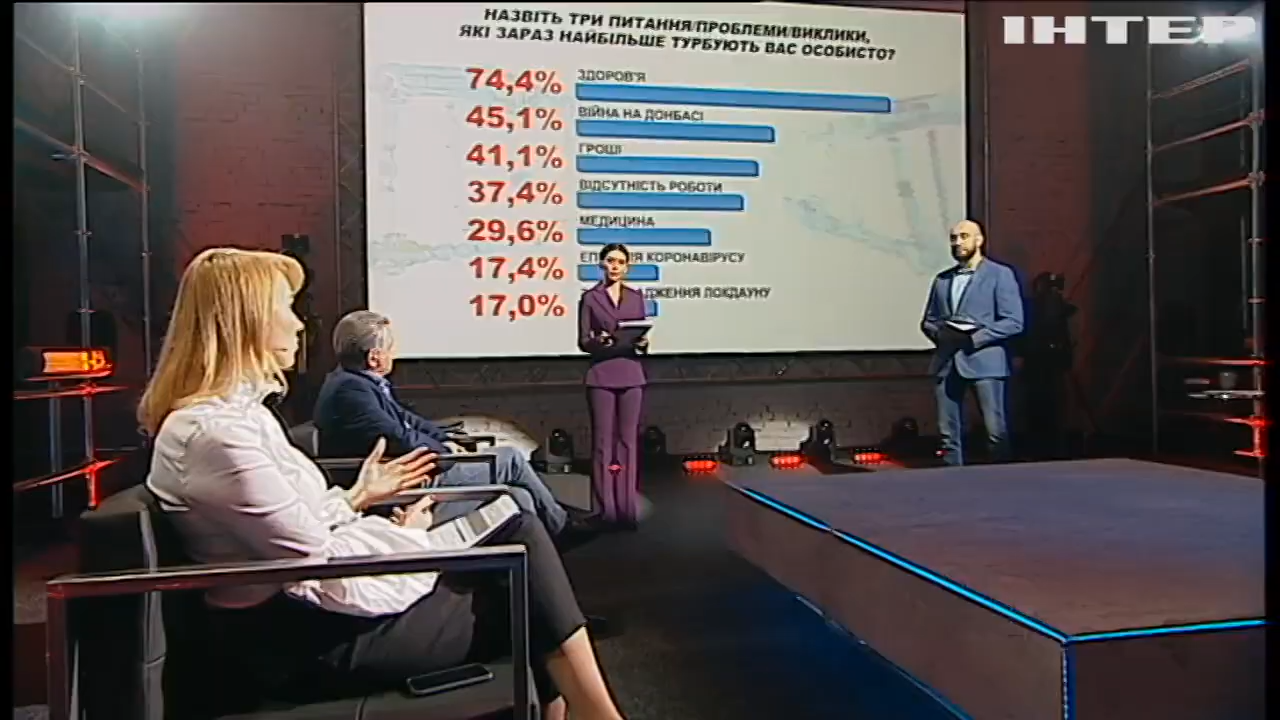 НАЗВІТЬ ТРИ ПИТАННЯ/ПРОБЛЕМИ/ВИКЛИКИ,
ЯКІ ЗАРАЗ НАЙБІЛЬШЕ ТУРБУЮТЬ ВАС ОСОБИСТО?
ІНТЕР
74,4% ЗДОРОВ'Я
45,1% ВІЙНА НА ДОНБАСІ
41,1% ГРОШІ
37,4% ВІДСУТНІСТЬ РОБОТИ
29,6% МЕДИЦИНА
17,4% КОРОНАВІРУСУ
17,0% ЛОКДАУНУ